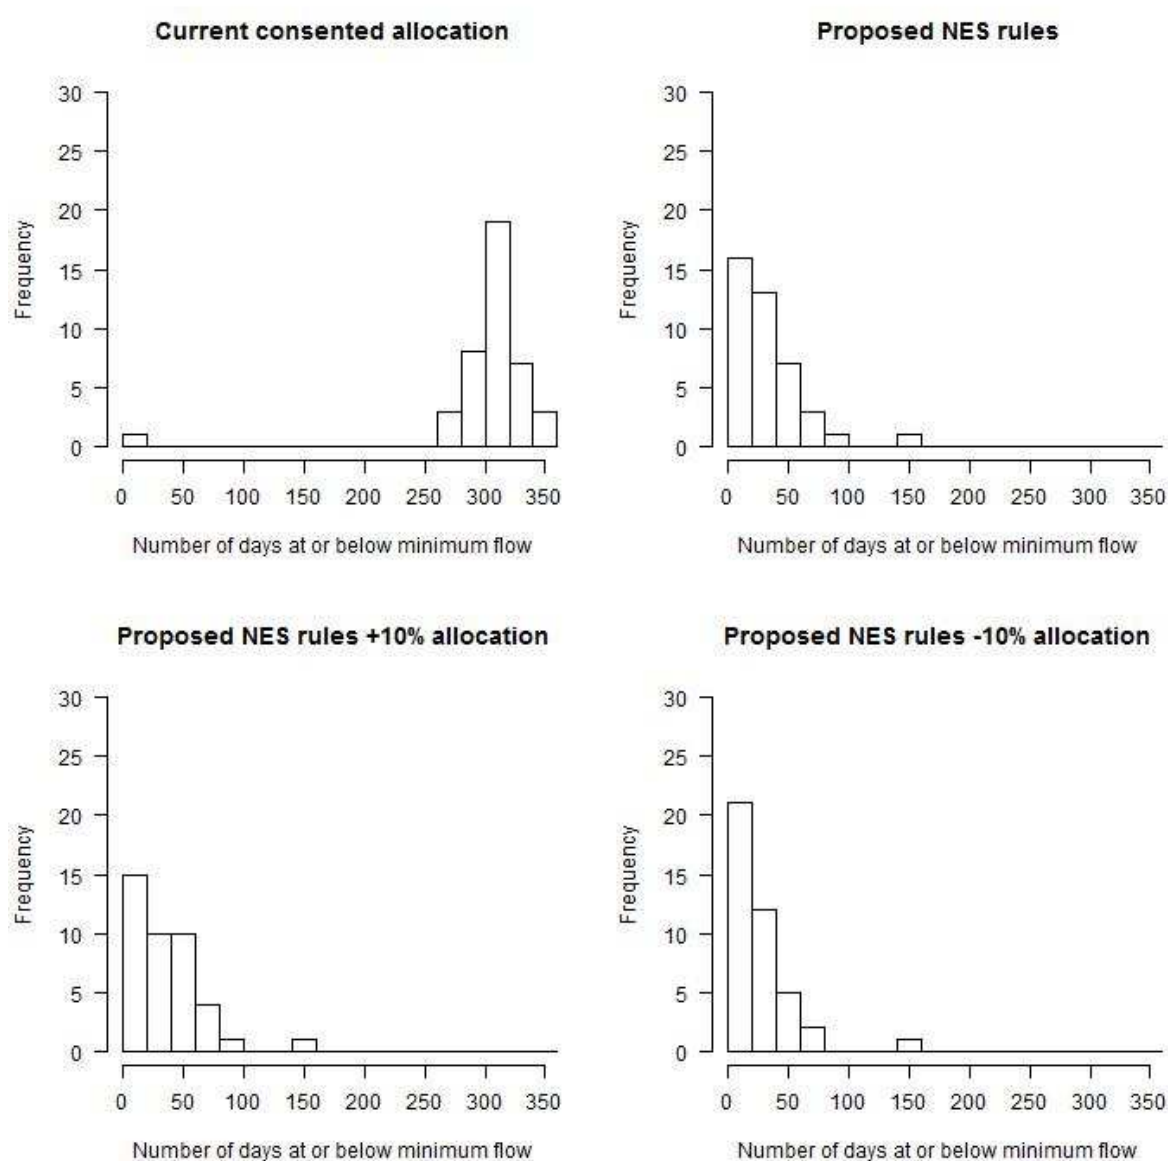 Current consented allocation
30
25
20
15
10
5
0
Frequency
0 50 100 150 200 250 300 350
Number of days at or below minimum flow
Proposed NES rules
30
25
20
15
10
5
0
Frequency
0 50 100 150 200 250 300 350
Number of days at or below minimum flow
Proposed NES rules +10% allocation
30
25
20
15
10
5
0
Frequency
0 50 100 150 200 250 300 350
Number of days at or below minimum flow
Proposed NES rules -10% allocation
30
25
20
15
10
5
0
Frequency
0 50 100 150 200 250 300 350
Number of days at or below minimum flow